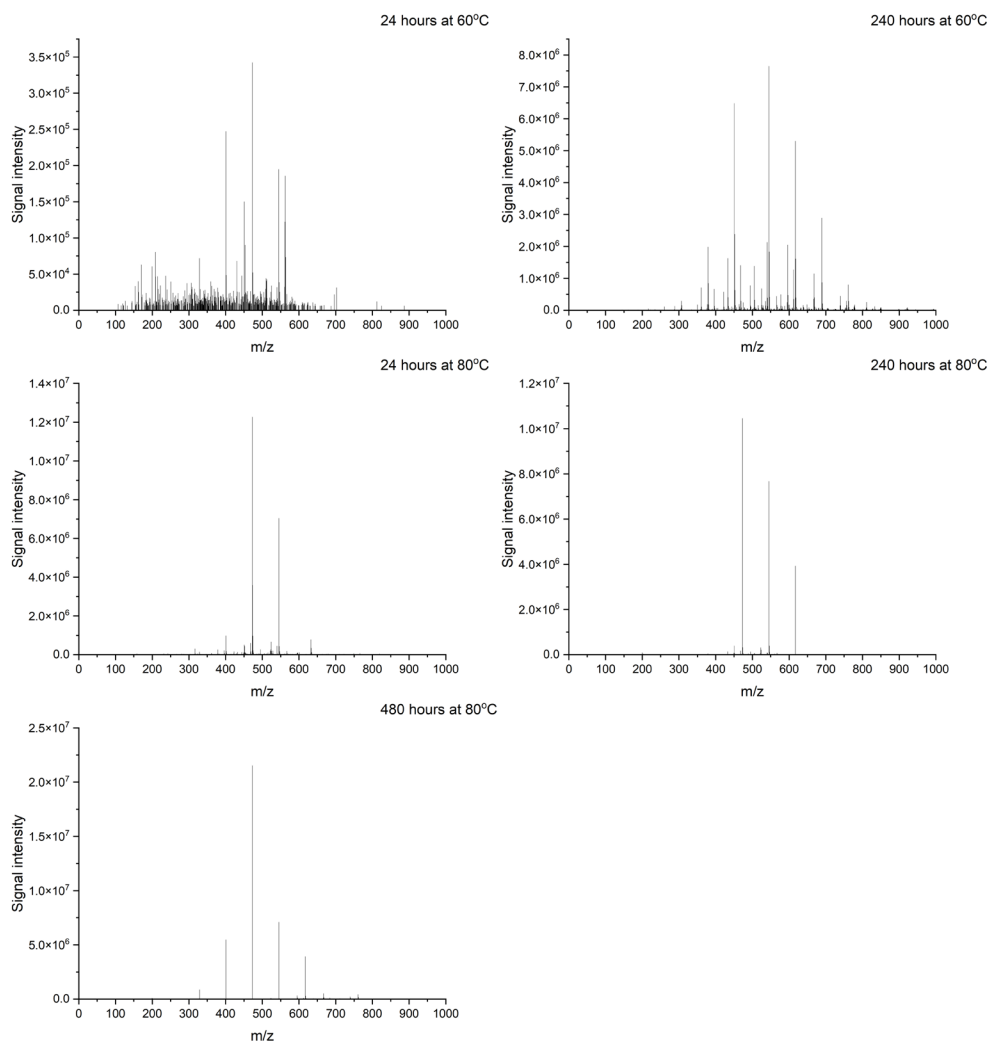 24 hours at 60°C
3.5×10⁵
3.0×10⁵
2.5×10⁵
2.0×10⁵
1.5×10⁵
1.0×10⁵
5.0×10⁴
0.0
Signal intensity
0 100 200 300 400 500 600 700 800 900 1000
m/z
240 hours at 60°C
8.0×10⁶
7.0×10⁶
6.0×10⁶
5.0×10⁶
4.0×10⁶
3.0×10⁶
2.0×10⁶
1.0×10⁶
0.0
Signal intensity
0 100 200 300 400 500 600 700 800 900 1000
m/z
24 hours at 80°C
1.4×10⁷
1.2×10⁷
1.0×10⁷
8.0×10⁶
6.0×10⁶
4.0×10⁶
2.0×10⁶
0.0
Signal intensity
0 100 200 300 400 500 600 700 800 900 1000
m/z
240 hours at 80°C
1.2×10⁷
1.0×10⁷
8.0×10⁶
6.0×10⁶
4.0×10⁶
2.0×10⁶
0.0
Signal intensity
0 100 200 300 400 500 600 700 800 900 1000
m/z
480 hours at 80°C
2.5×10⁷
2.0×10⁷
1.5×10⁷
1.0×10⁷
5.0×10⁶
0.0
Signal intensity
0 100 200 300 400 500 600 700 800 900 1000
m/z